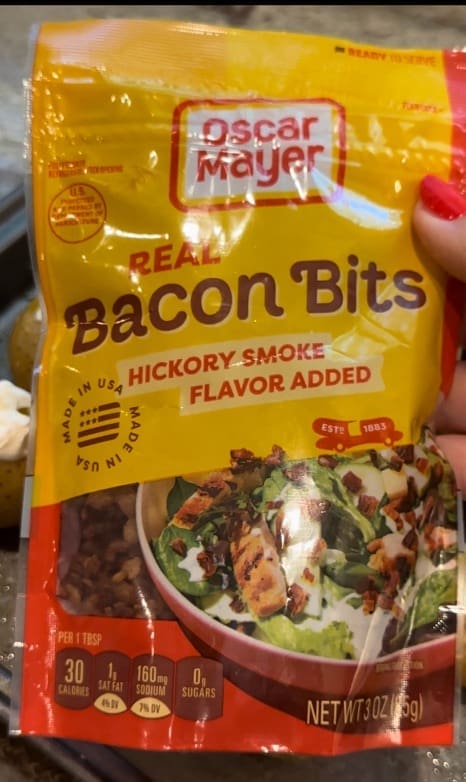 READY TO SERVE
Oscar
Mayer
U.S.
REAL
Bacon Bits
HICKORY SMOKE
FLAVOR ADDED
MADE IN USA
MADE IN USA
ESTD 1883
PER 1 TBSP
30
CALORIES
1g
SAT FAT
4% DV
160mg
SODIUM
7% DV
0g
SUGARS
NET WT 3 OZ (85g)